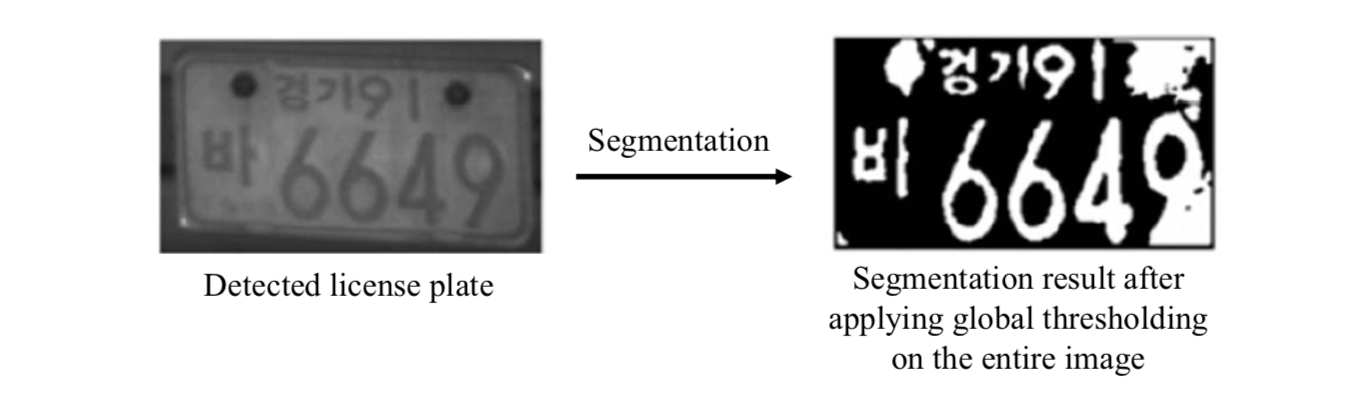 경기91
바 6649
Segmentation
경기91
비 6649
Detected license plate
Segmentation result after
applying global thresholding
on the entire image